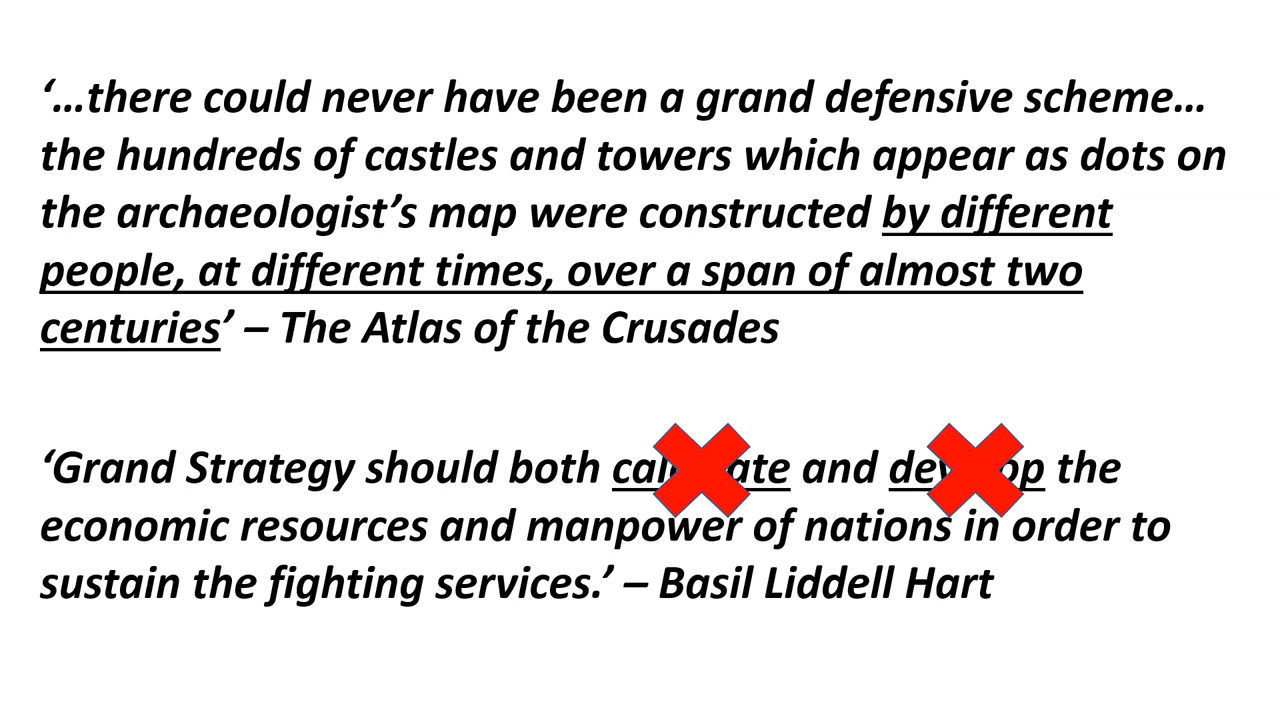 ‘…there could never have been a grand defensive scheme…
the hundreds of castles and towers which appear as dots on
the archaeologist’s map were constructed by different
people, at different times, over a span of almost two
centuries’ – The Atlas of the Crusades
‘Grand Strategy should both calculate and develop the
economic resources and manpower of nations in order to
sustain the fighting services.’ – Basil Liddell Hart